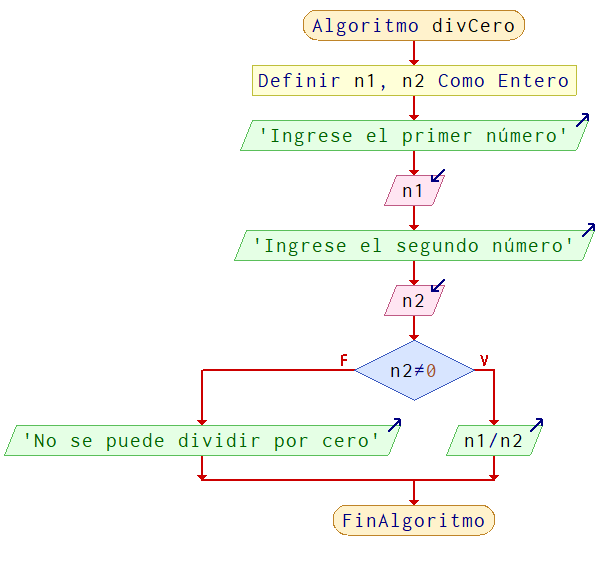 Algoritmo divCero
Definir n1, n2 Como Entero
'Ingrese el primer número'
n1
'Ingrese el segundo número'
n2
F
V
n2≠0
'No se puede dividir por cero'
n1/n2
FinAlgoritmo